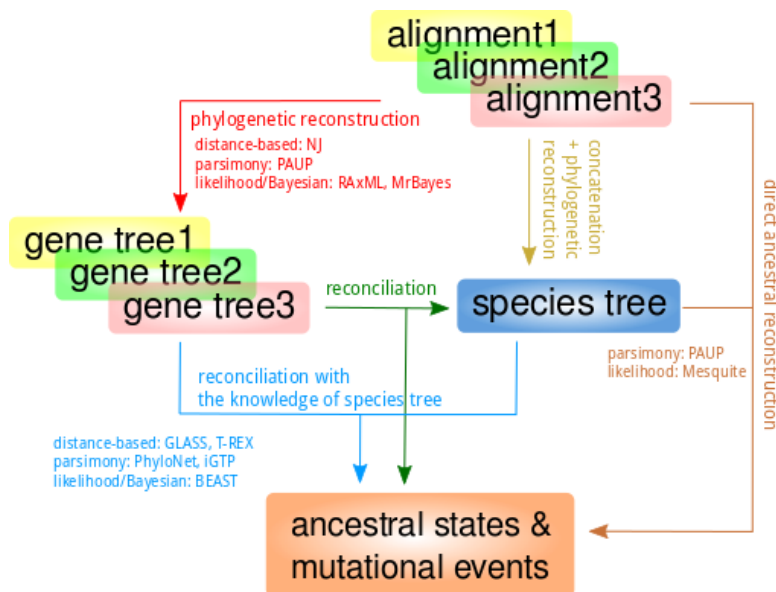 alignment1
alignment2
alignment3
phylogenetic reconstruction
distance-based: NJ
parsimony: PAUP
likelihood/Bayesian: RAxML, MrBayes
concatenation
+ phylogenetic
reconstruction
direct ancestral reconstruction
gene tree1
gene tree2
gene tree3
reconciliation
species tree
parsimony: PAUP
likelihood: Mesquite
reconciliation with
the knowledge of species tree
distance-based: GLASS, T-REX
parsimony: PhyloNet, iGTP
likelihood/Bayesian: BEAST
ancestral states &
mutational events